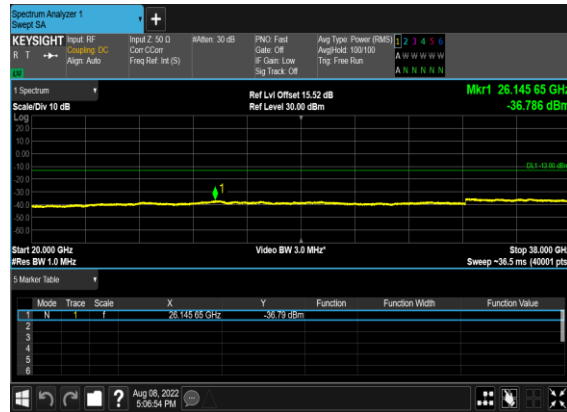 Spectrum Analyzer 1
Swept SA
+
KEYSIGHT Input: RF Input Z: 50 Ω #Atten: 30 dB PNO: Fast Avg Type: Power (RMS) 1 2 3 4 5 6
R T Coupling: DC Corr CCorr Gate: Off Avg|Hold: 100/100 A W W W W W
Align: Auto Freq Ref: Int (S) IF Gain: Low Trig: Free Run
Sig Track: Off A N N N N N
1 Spectrum Ref Lvl Offset 15.52 dB Mkr1 26.145 65 GHz
Scale/Div 10 dB Ref Level 30.00 dBm -36.786 dBm
Log
20.0
10.0
0.00
-10.0 DL1 -13.00 dBm
-20.0
-30.0 1
-40.0
-50.0
-60.0
Start 20.000 GHz Video BW 3.0 MHz* Stop 38.000 GHz
#Res BW 1.0 MHz Sweep ~36.5 ms (40001 pts)
5 Marker Table
Mode Trace Scale X Y Function Function Width Function Value
1 N 1 f 26.145 65 GHz -36.79 dBm
2
3
4
5
6
? Aug 08, 2022
5:06:54 PM